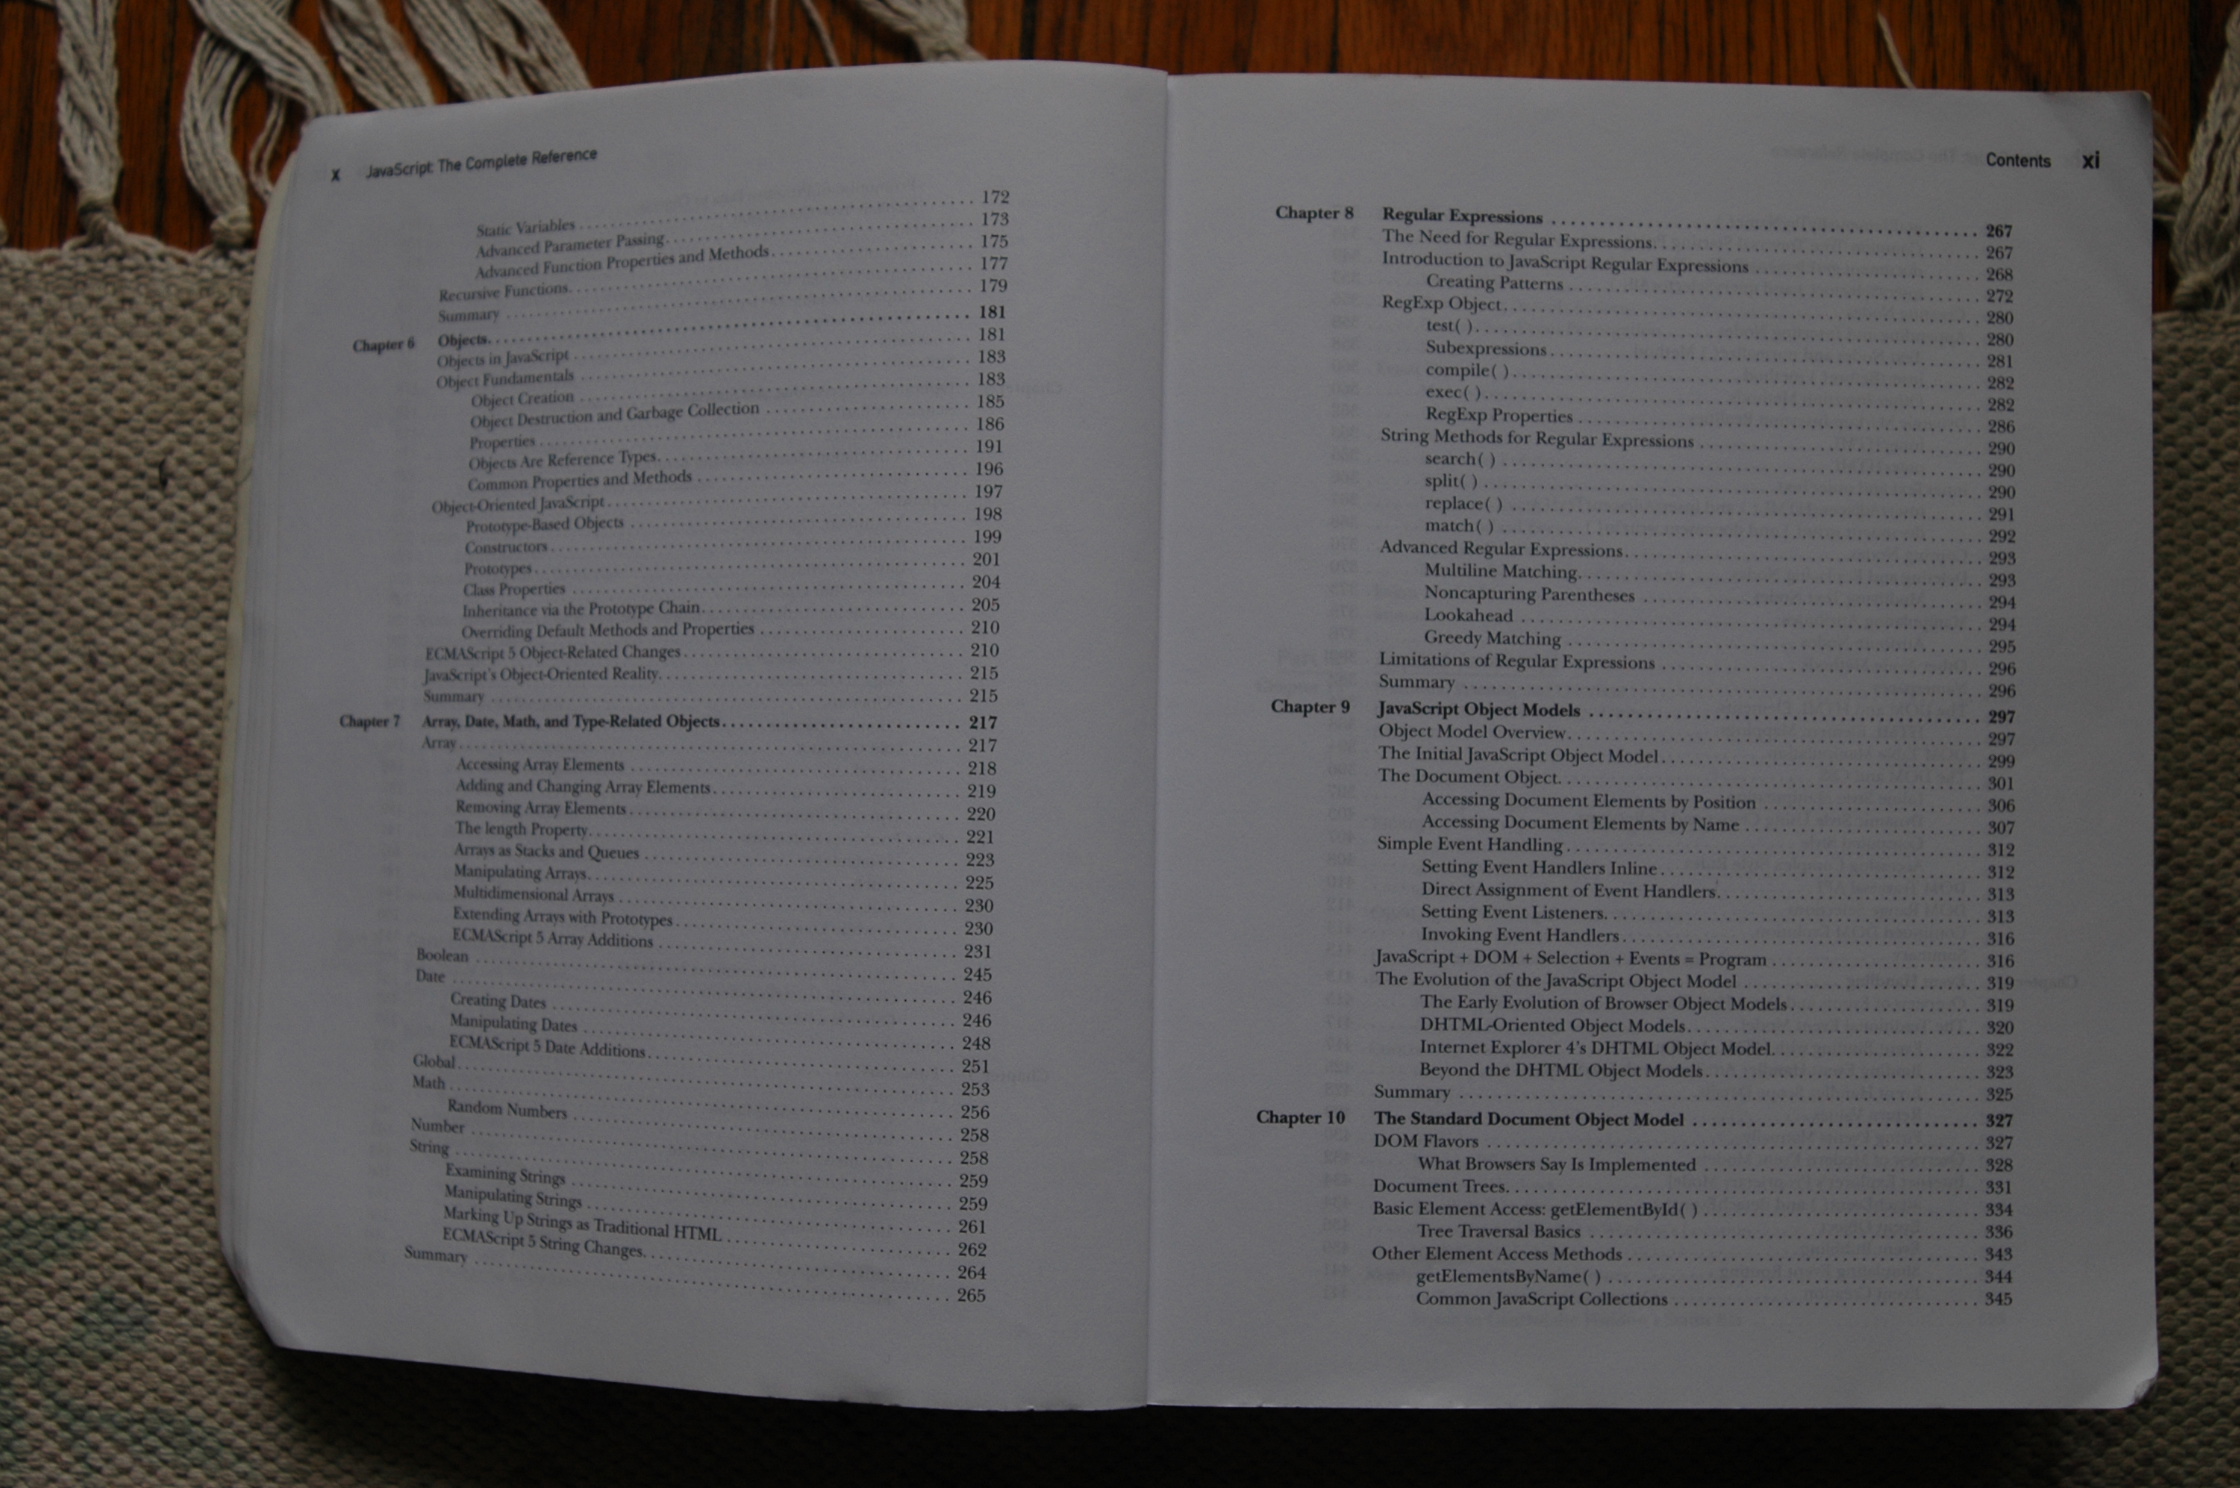 x JavaScript: The Complete Reference
Static Variables . . . . . 172
Advanced Parameter Passing . . . . . 173
Advanced Function Properties and Methods . . . . . 175
Recursive Functions . . . . . 177
Summary . . . . . 179
Chapter 6 Objects . . . . . 181
Objects in JavaScript . . . . . 181
Object Fundamentals . . . . . 183
Object Creation . . . . . 183
Object Destruction and Garbage Collection . . . . . 185
Properties . . . . . 186
Objects Are Reference Types . . . . . 191
Common Properties and Methods . . . . . 196
Object-Oriented JavaScript . . . . . 197
Prototype-Based Objects . . . . . 198
Constructors . . . . . 199
Prototypes . . . . . 201
Class Properties . . . . . 204
Inheritance via the Prototype Chain . . . . . 205
Overriding Default Methods and Properties . . . . . 210
ECMAScript 5 Object-Related Changes . . . . . 210
JavaScript's Object-Oriented Reality . . . . . 215
Summary . . . . . 215
Chapter 7 Array, Date, Math, and Type-Related Objects . . . . . 217
Array . . . . . 217
Accessing Array Elements . . . . . 218
Adding and Changing Array Elements . . . . . 219
Removing Array Elements . . . . . 220
The length Property . . . . . 221
Arrays as Stacks and Queues . . . . . 223
Manipulating Arrays . . . . . 225
Multidimensional Arrays . . . . . 230
Extending Arrays with Prototypes . . . . . 230
ECMAScript 5 Array Additions . . . . . 231
Boolean . . . . . 245
Date . . . . . 246
Creating Dates . . . . . 246
Manipulating Dates . . . . . 248
ECMAScript 5 Date Additions . . . . . 251
Global . . . . . 253
Math . . . . . 256
Random Numbers . . . . . 258
Number . . . . . 258
String . . . . . 259
Examining Strings . . . . . 259
Manipulating Strings . . . . . 261
Marking Up Strings as Traditional HTML . . . . . 262
ECMAScript 5 String Changes . . . . . 264
Summary . . . . . 265
Contents xi
Chapter 8 Regular Expressions . . . . . 267
The Need for Regular Expressions . . . . . 267
Introduction to JavaScript Regular Expressions . . . . . 268
Creating Patterns . . . . . 272
RegExp Object . . . . . 280
test( ) . . . . . 280
Subexpressions . . . . . 281
compile( ) . . . . . 282
exec( ) . . . . . 282
RegExp Properties . . . . . 286
String Methods for Regular Expressions . . . . . 290
search( ) . . . . . 290
split( ) . . . . . 290
replace( ) . . . . . 291
match( ) . . . . . 292
Advanced Regular Expressions . . . . . 293
Multiline Matching . . . . . 293
Noncapturing Parentheses . . . . . 294
Lookahead . . . . . 294
Greedy Matching . . . . . 295
Limitations of Regular Expressions . . . . . 296
Summary . . . . . 296
Chapter 9 JavaScript Object Models . . . . . 297
Object Model Overview . . . . . 297
The Initial JavaScript Object Model . . . . . 299
The Document Object . . . . . 301
Accessing Document Elements by Position . . . . . 306
Accessing Document Elements by Name . . . . . 307
Simple Event Handling . . . . . 312
Setting Event Handlers Inline . . . . . 312
Direct Assignment of Event Handlers . . . . . 313
Setting Event Listeners . . . . . 313
Invoking Event Handlers . . . . . 316
JavaScript + DOM + Selection + Events = Program . . . . . 316
The Evolution of the JavaScript Object Model . . . . . 319
The Early Evolution of Browser Object Models . . . . . 319
DHTML-Oriented Object Models . . . . . 320
Internet Explorer 4's DHTML Object Model . . . . . 322
Beyond the DHTML Object Models . . . . . 323
Summary . . . . . 325
Chapter 10 The Standard Document Object Model . . . . . 327
DOM Flavors . . . . . 327
What Browsers Say Is Implemented . . . . . 328
Document Trees . . . . . 331
Basic Element Access: getElementById( ) . . . . . 334
Tree Traversal Basics . . . . . 336
Other Element Access Methods . . . . . 343
getElementsByName( ) . . . . . 344
Common JavaScript Collections . . . . . 345